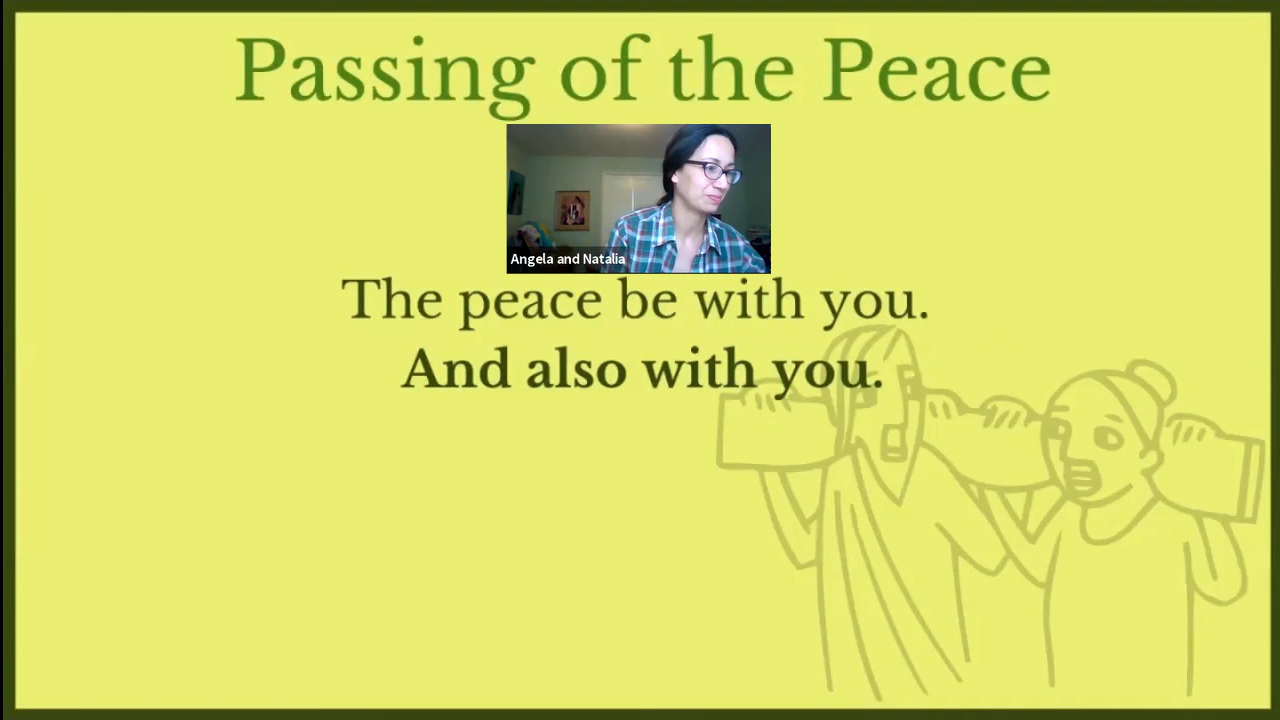 Passing of the Peace
Angela and Natalia
The peace be with you.
And also with you.